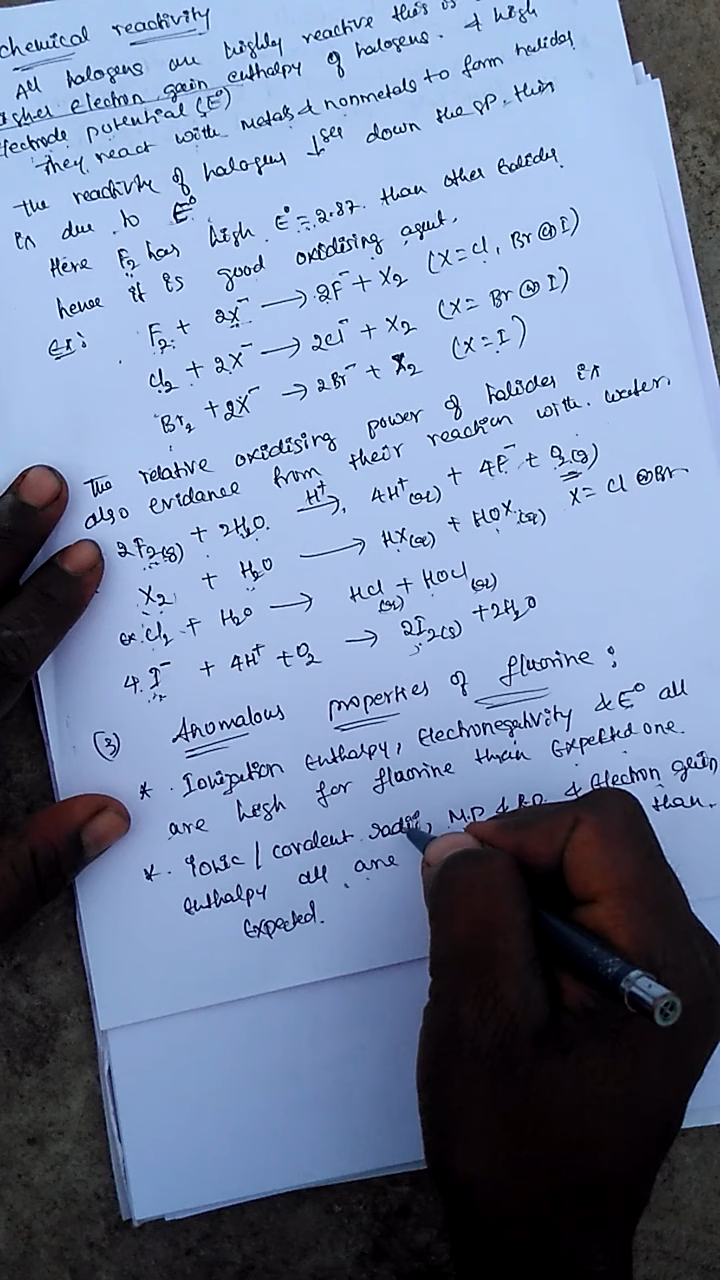 chemical reactivity
All halogens are highly reactive this is
electron gain enthalpy of halogens. & high
electrode potential (E°)
They react with metals & nonmetals to form halides
The reactivity of halogens ↓ses down the gp. this
is due to E°
Here F₂ has high E° = 2.87. than other halides.
hence it is good oxidising agent.
Ex: F₂ + 2X⁻ → 2F⁻ + X₂ (X = Cl, Br or I)
Cl₂ + 2X⁻ → 2Cl⁻ + X₂ (X = Br or I)
Br₂ + 2X⁻ → 2Br⁻ + X₂ (X = I)
The relative oxidising power of halides is
also evidance from their reaction with. water.
2F₂(g) + 2H₂O H⁺→ 4H⁺(aq) + 4F⁻ + O₂(g)
X₂ + H₂O → HX(aq) + HOX(aq) X = Cl or Br
ex: Cl₂ + H₂O → HCl(aq) + HOCl(aq)
4I⁻ + 4H⁺ + O₂ → 2I₂(s) + 2H₂O
(3) Anomalous properties of fluorine:
* Ionization Enthalpy, Electronegativity & E° all
are high for fluorine than Expected one.
* Ionic / covalent radii, M.P & B.P. & Electron gain
enthalpy all are than.
Expected.